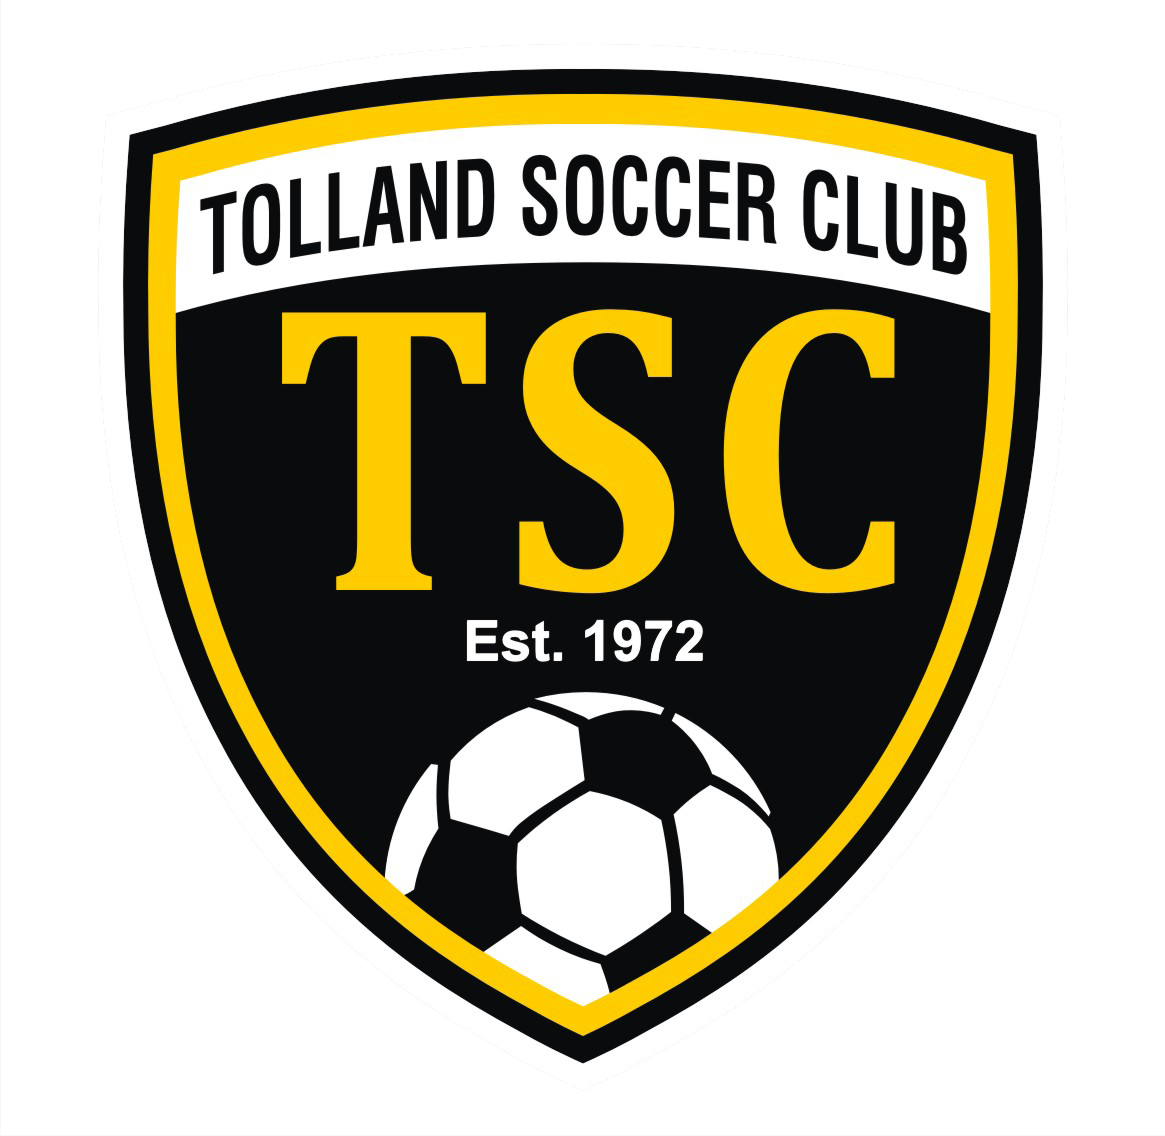 TOLLAND SOCCER CLUB
TSC
Est. 1972